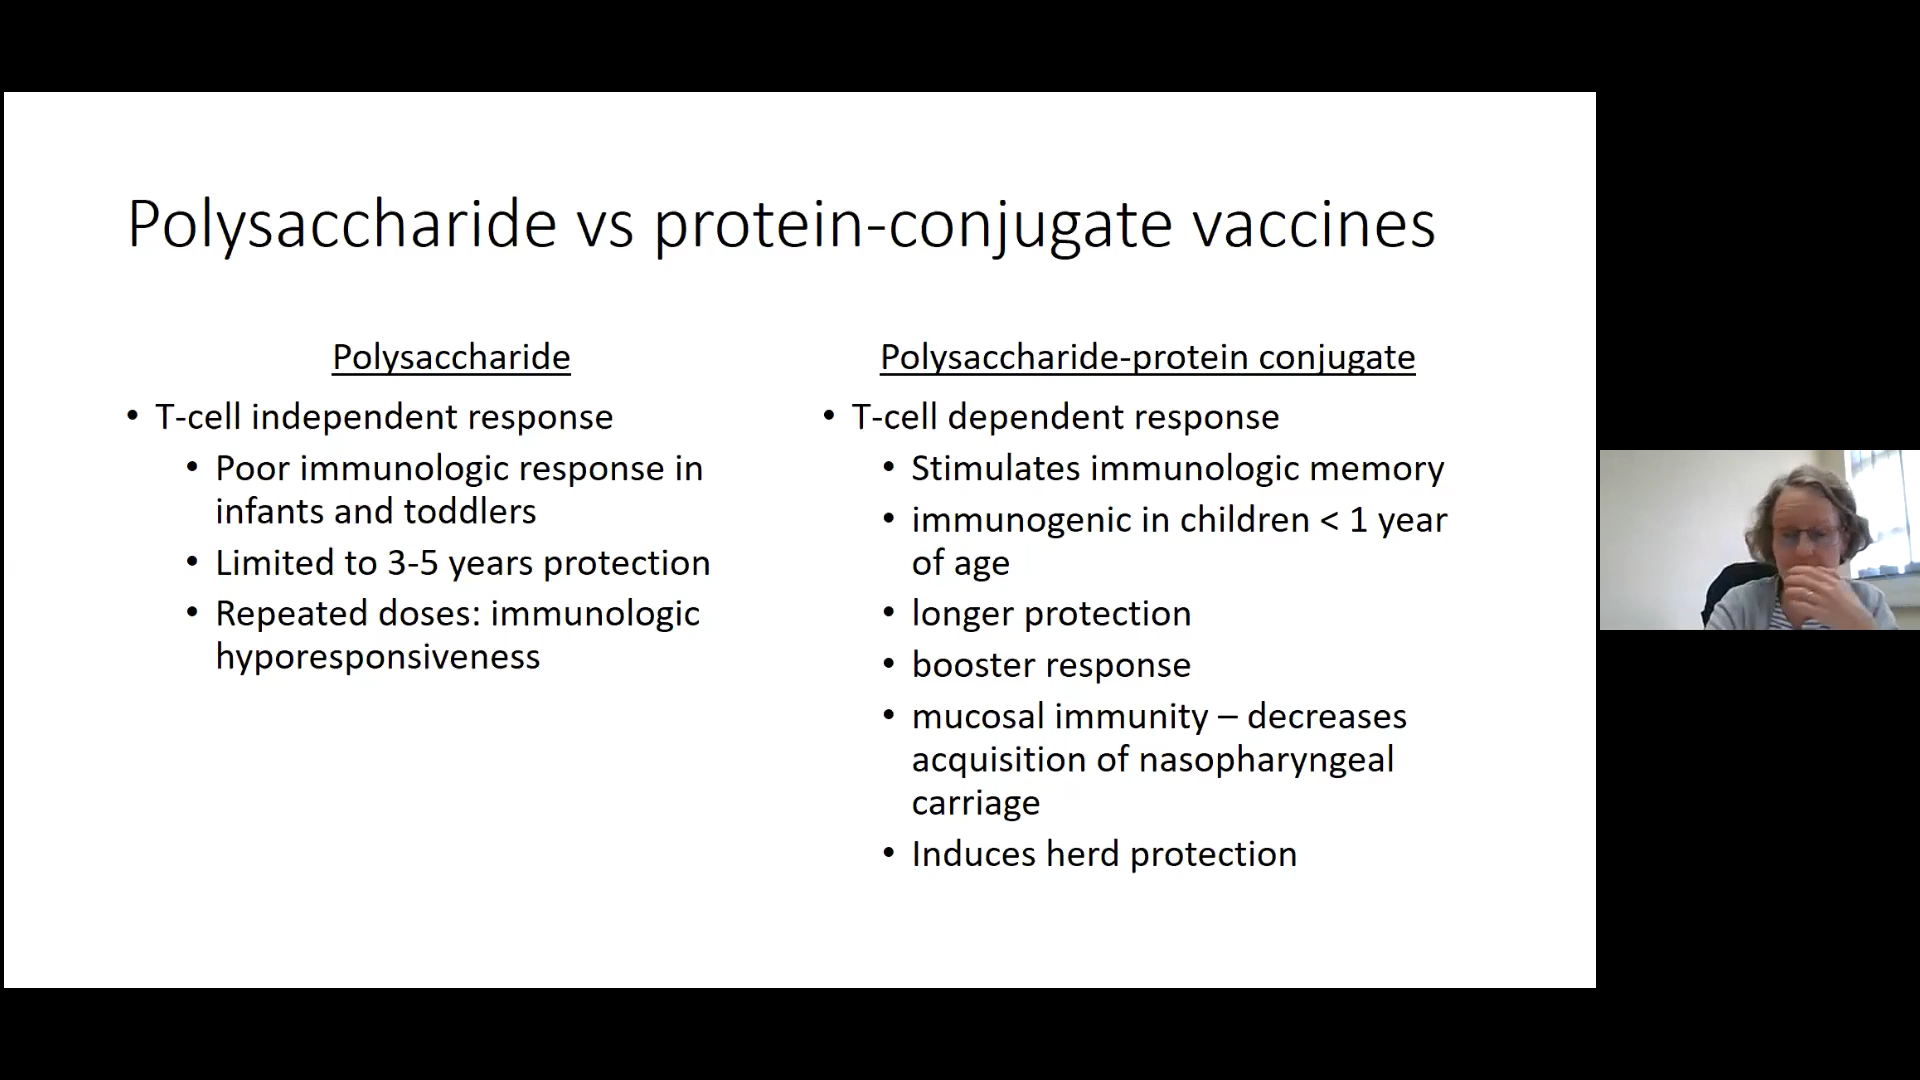 Polysaccharide vs protein-conjugate vaccines
Polysaccharide
• T-cell independent response
• Poor immunologic response in
infants and toddlers
• Limited to 3-5 years protection
• Repeated doses: immunologic
hyporesponsiveness
Polysaccharide-protein conjugate
• T-cell dependent response
• Stimulates immunologic memory
• immunogenic in children < 1 year
of age
• longer protection
• booster response
• mucosal immunity – decreases
acquisition of nasopharyngeal
carriage
• Induces herd protection